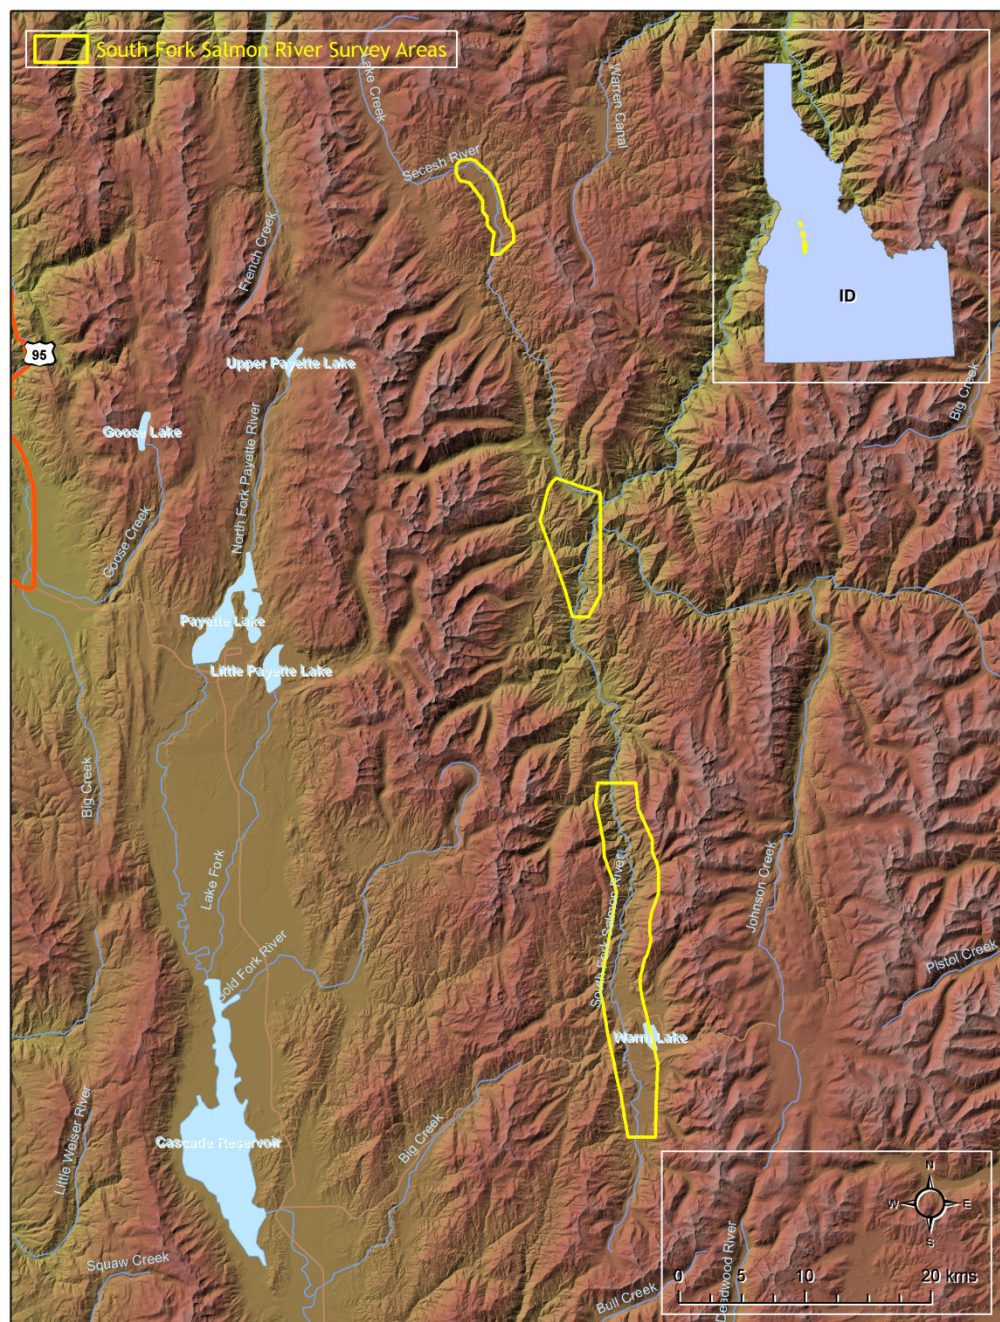 South Fork Salmon River Survey Areas
Lake Creek
Warren Canal
Secesh River
French Creek
ID
95
Upper Payette Lake
Big Creek
Goose Lake
North Fork Payette River
Goose Creek
Payette Lake
Little Payette Lake
Big Creek
Lake Fork
Johnson Creek
South Fork Salmon River
Gold Fork River
Pistol Creek
Warm Lake
Little Weiser River
Cascade Reservoir
Big Creek
N
W E
S
Squaw Creek
Deadwood River
Bull Creek
0 5 10 20 kms